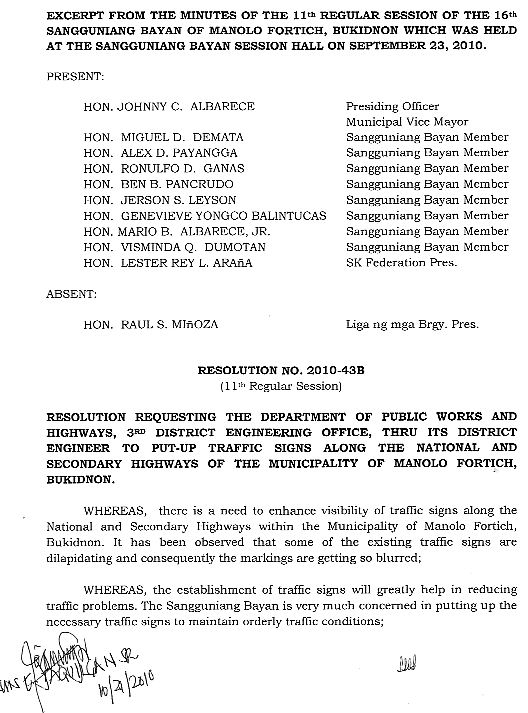 EXCERPT FROM THE MINUTES OF THE 11th REGULAR SESSION OF THE 16th
SANGGUNIANG BAYAN OF MANOLO FORTICH, BUKIDNON WHICH WAS HELD
AT THE SANGGUNIANG BAYAN SESSION HALL ON SEPTEMBER 23, 2010.
PRESENT:
HON. JOHNNY C. ALBARECE Presiding Officer
Municipal Vice Mayor
HON. MIGUEL D. DEMATA Sangguniang Bayan Member
HON. ALEX D. PAYANGGA Sangguniang Bayan Member
HON. RONULFO D. GANAS Sangguniang Bayan Member
HON. BEN B. PANCRUDO Sangguniang Bayan Member
HON. JERSON S. LEYSON Sangguniang Bayan Member
HON. GENEVIEVE YONGCO BALINTUCAS Sangguniang Bayan Member
HON. MARIO B. ALBARECE, JR. Sangguniang Bayan Member
HON. VISMINDA Q. DUMOTAN Sangguniang Bayan Member
HON. LESTER REY L. ARAñA SK Federation Pres.
ABSENT:
HON. RAUL S. MIñOZA Liga ng mga Brgy. Pres.
RESOLUTION NO. 2010-43B
(11th Regular Session)
RESOLUTION REQUESTING THE DEPARTMENT OF PUBLIC WORKS AND
HIGHWAYS, 3RD DISTRICT ENGINEERING OFFICE, THRU ITS DISTRICT
ENGINEER TO PUT-UP TRAFFIC SIGNS ALONG THE NATIONAL AND
SECONDARY HIGHWAYS OF THE MUNICIPALITY OF MANOLO FORTICH,
BUKIDNON.
WHEREAS, there is a need to enhance visibility of traffic signs along the
National and Secondary Highways within the Municipality of Manolo Fortich,
Bukidnon. It has been observed that some of the existing traffic signs are
dilapidating and consequently the markings are getting so blurred;
WHEREAS, the establishment of traffic signs will greatly help in reducing
traffic problems. The Sangguniang Bayan is very much concerned in putting up the
necessary traffic signs to maintain orderly traffic conditions;
10/21/2010